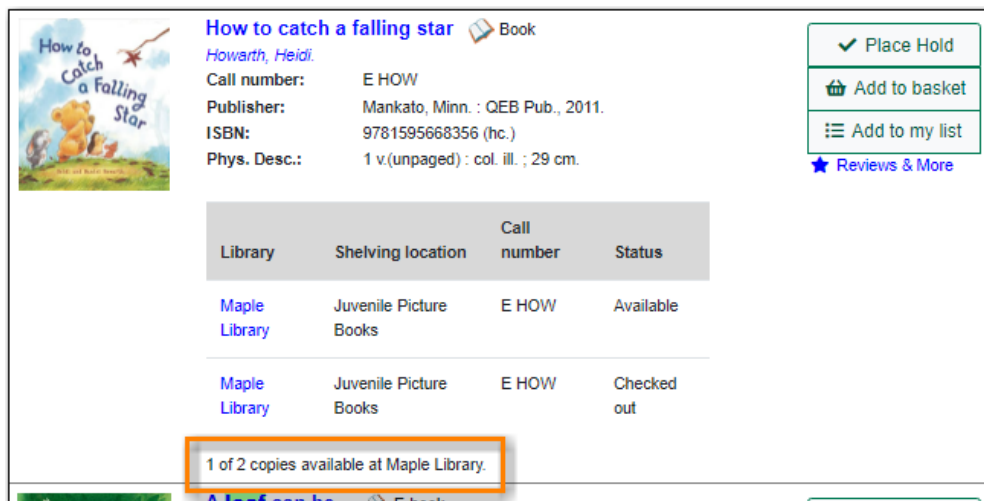 How to
Catch
a Falling
Star
How to catch a falling star Book
Howarth, Heidi.
Call number: E HOW
Publisher: Mankato, Minn. : QEB Pub., 2011.
ISBN: 9781595668356 (hc.)
Phys. Desc.: 1 v.(unpaged) : col. ill. ; 29 cm.
Place Hold
Add to basket
Add to my list
Reviews & More
Call
Library Shelving location number Status
Maple Juvenile Picture E HOW Available
Library Books
Maple Juvenile Picture E HOW Checked
Library Books out
1 of 2 copies available at Maple Library.